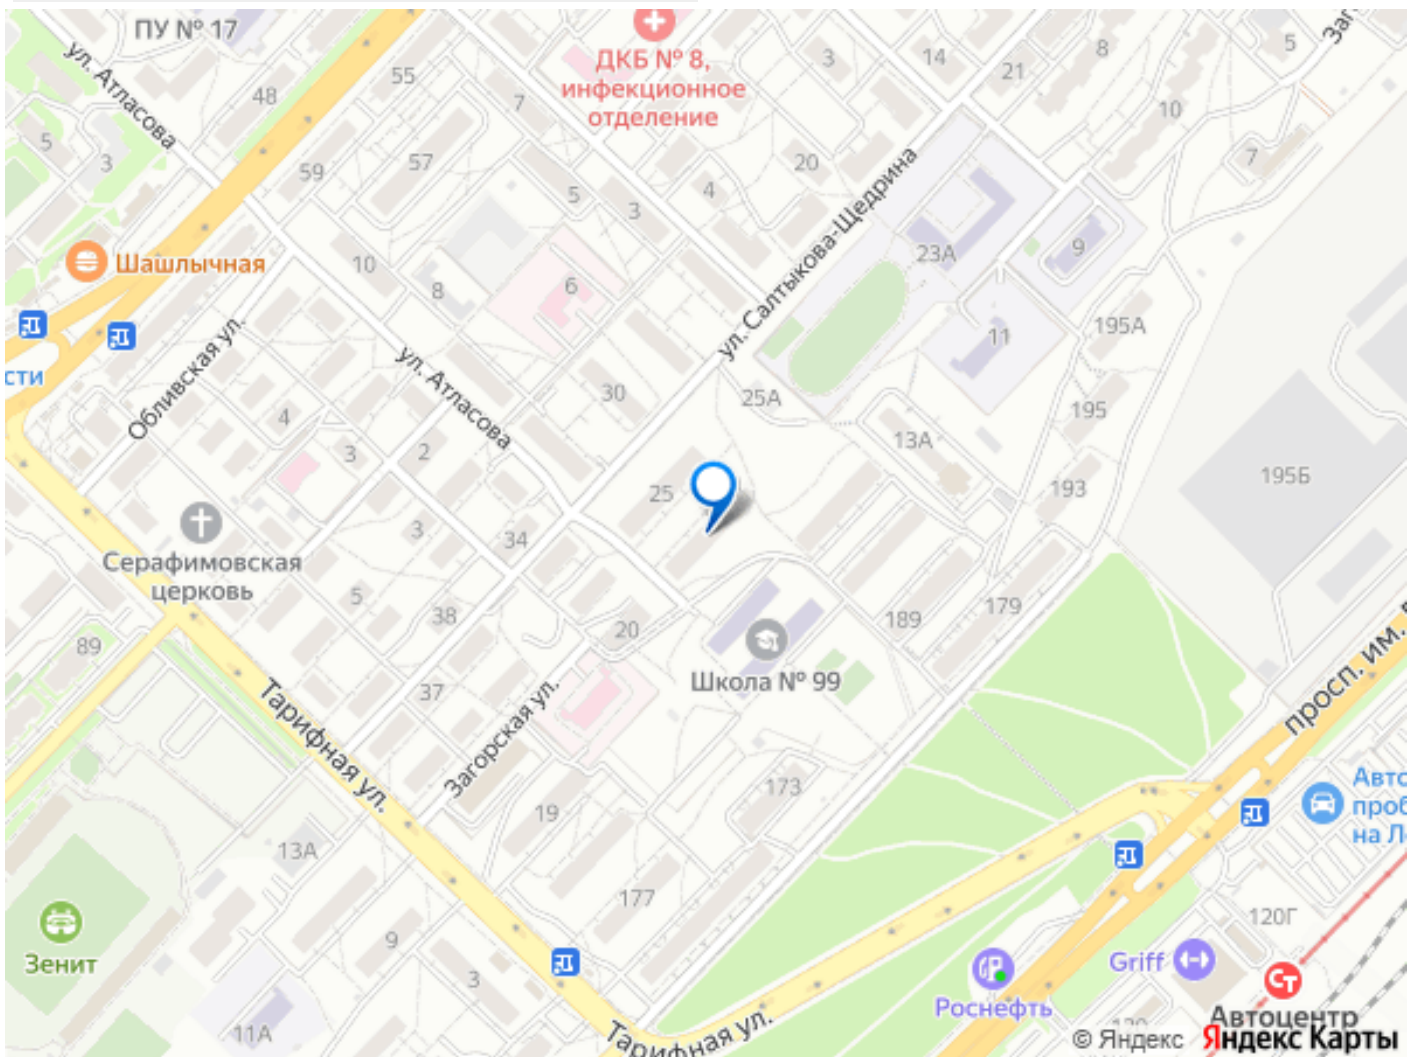 ПУ № 17
ул. Атласова
48
55
5
3
59
57
7
ДКБ № 8,
инфекционное
отделение
3
14
21
8
5
Заг
10
7
20
4
5
3
ул. Салтыкова-Щедрина
23А
9
Шашлычная
10
8
6
11
195А
сти
Обливская ул.
ул. Атласова
30
25А
195
4
3
2
13А
25
193
195Б
Серафимовская
церковь
3
34
5
38
20
189
179
89
37
Школа № 99
просп. им.
Тарифная ул.
Загорская ул.
173
19
13А
Авто
проб
на Л
177
9
3
Зенит
11А
120Г
Griff
Роснефть
Тарифная ул.
Автоцентр
© Яндекс Яндекс Карты